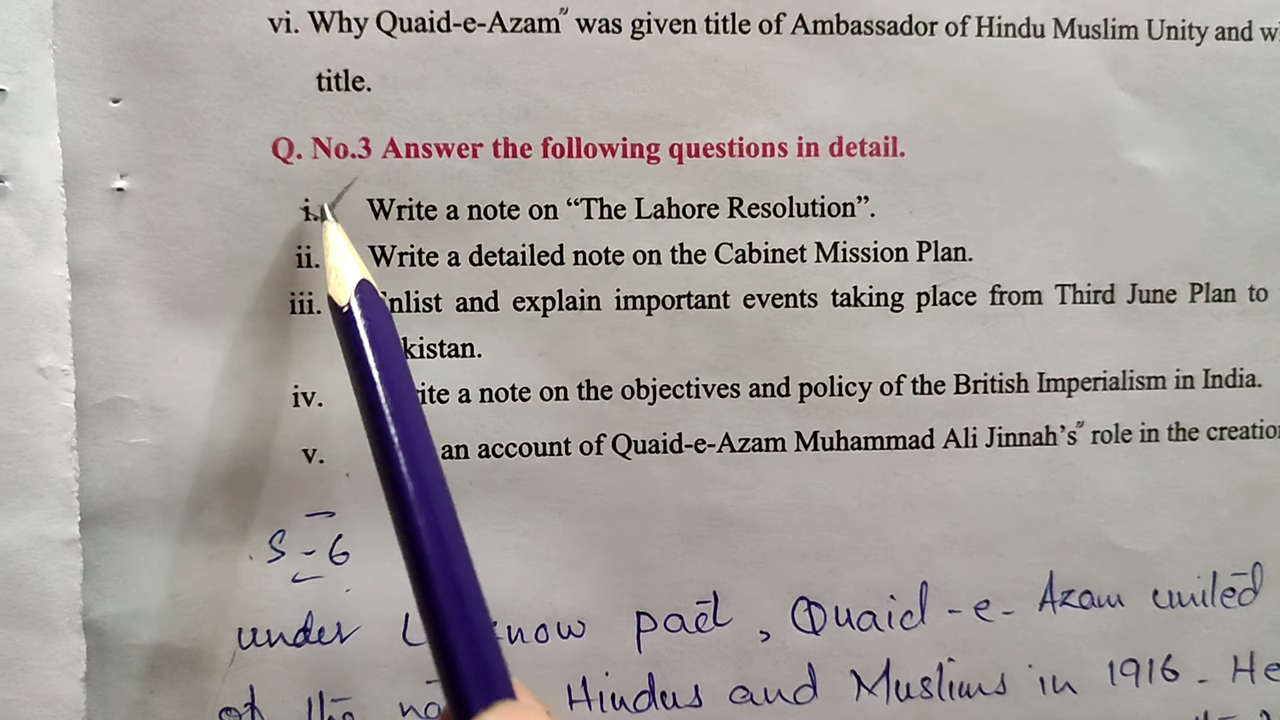 vi. Why Quaid-e-Azam was given title of Ambassador of Hindu Muslim Unity and
title.
Q. No.3 Answer the following questions in detail.
i. Write a note on “The Lahore Resolution”.
ii. Write a detailed note on the Cabinet Mission Plan.
iii. nlist and explain important events taking place from Third June Plan to
kistan.
iv. ite a note on the objectives and policy of the British Imperialism in India.
v. an account of Quaid-e-Azam Muhammad Ali Jinnah’s role in the creatio
S-6
under L now pact, Quaid-e-Azam united
of the Hindus and Muslims in 1916. He